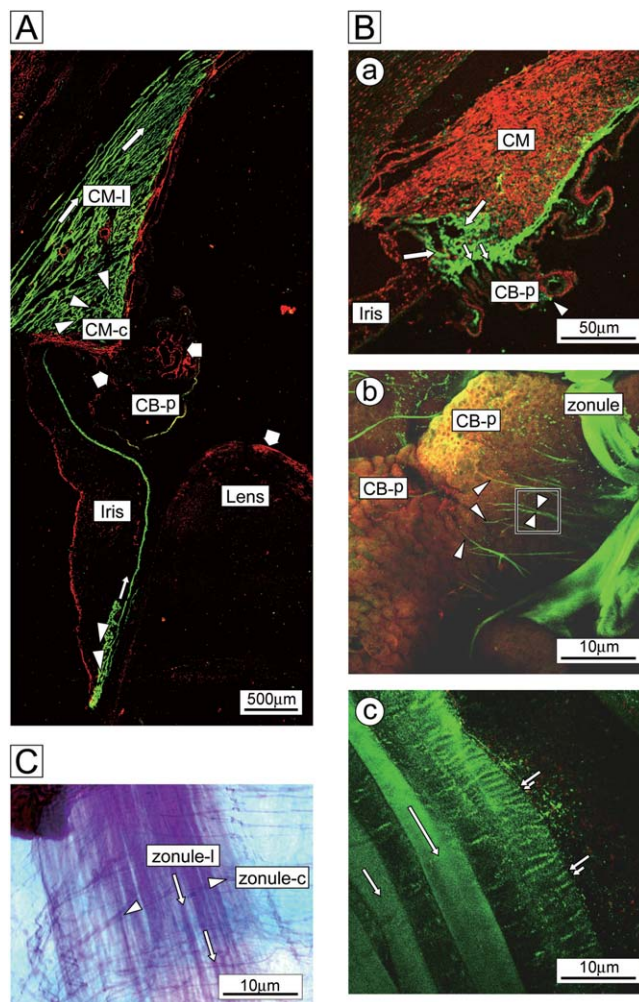 A
CM-l
CM-c
CB-p
Iris
Lens
500µm
B
a
CM
CB-p
Iris
50µm
b
CB-p
zonule
CB-p
10µm
c
10µm
C
zonule-l
zonule-c
10µm